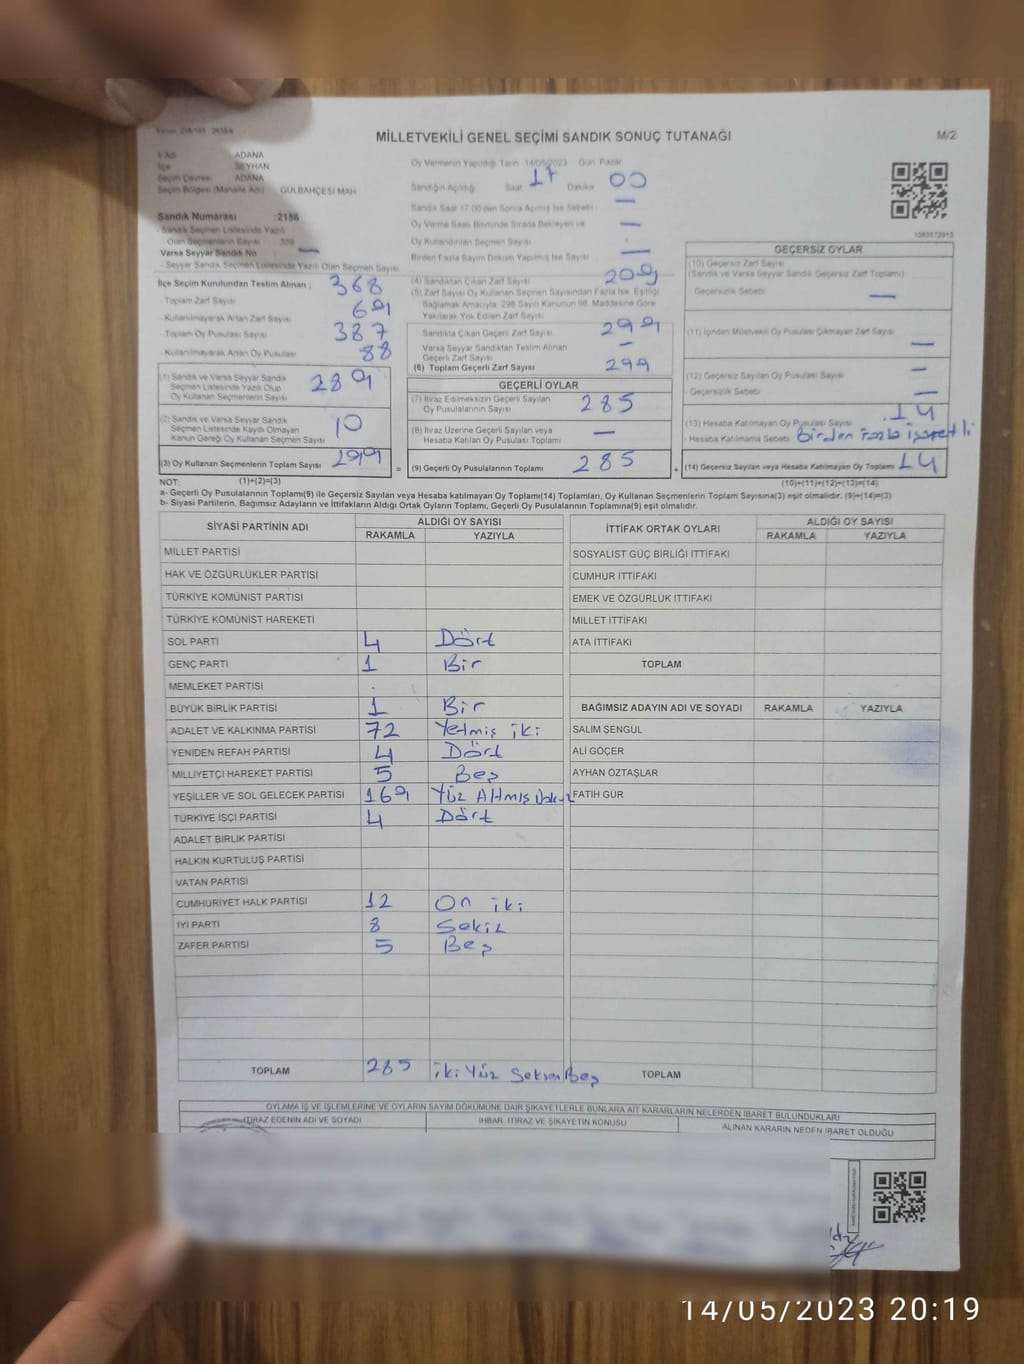 MİLLETVEKİLİ GENEL SEÇİMİ SANDIK SONUÇ TUTANAĞI
M/2
ADANA
SEYHAN
Seçim Çevresi ADANA
Seçim Bölgesi (Mahalle Adı) GÜLBAHÇESİ MAH
Oy Vermenin Yapıldığı Tarih 14/05/2023 Gün Pazar
Sandığın Açıldığı Saat 17 Dakika 00
Sandık Saat 17.00'den Sonra Açılmış İse Sebebi : —
Oy Verme Saati Bitiminde Sırada Bekleyen ve —
Oy Kullandırılan Seçmen Sayısı : —
Birden Fazla Sayım Döküm Yapılmış İse Sayısı
Sandık Numarası : 2186
- Sandık Seçmen Listesinde Yazılı
Olan Seçmenlerin Sayısı :
Varsa Seyyar Sandık No —
- Seyyar Sandık Seçmen Listesinde Yazılı Olan Seçmen Sayısı
İlçe Seçim Kurulundan Teslim Alınan :
- Toplam Zarf Sayısı 368
- Kullanılmayarak Artan Zarf Sayısı 69
- Toplam Oy Pusulası Sayısı 387
- Kullanılmayarak Artan Oy Pusulası 88
(1) Sandık ve Varsa Seyyar Sandık
Seçmen Listesinde Yazılı Olup
Oy Kullanan Seçmenlerin Sayısı 289
(2) Sandık ve Varsa Seyyar Sandık
Seçmen Listesinde Kayıtlı Olmayan
Kanun Gereği Oy Kullanan Seçmen Sayısı 10
(3) Oy Kullanan Seçmenlerin Toplam Sayısı 299
(4) Sandıktan Çıkan Zarf Sayısı
(5) Zarf Sayısı Oy Kullanan Seçmen Sayısından Fazla İse, Eşitliği
Sağlamak Amacıyla, 298 Sayılı Kanunun 98. Maddesine Göre
Yakılarak Yok Edilen Zarf Sayısı
Sandıkta Çıkan Geçerli Zarf Sayısı 299
Varsa Seyyar Sandıktan Teslim Alınan
Geçerli Zarf Sayısı —
(6) Toplam Geçerli Zarf Sayısı 299
GEÇERLİ OYLAR
(7) İtiraz Edilmeksizin Geçerli Sayılan
Oy Pusulalarının Sayısı 285
(8) İtiraz Üzerine Geçerli Sayılan veya
Hesaba Katılan Oy Pusulası Toplamı —
= (9) Geçerli Oy Pusulalarının Toplamı 285
1083572910
GEÇERSİZ OYLAR
(10) Geçersiz Zarf Sayısı
(Sandık ve Varsa Seyyar Sandık Geçersiz Zarf Toplamı)
- Geçersizlik Sebebi : —
(11) İçinden Milletvekili Oy Pusulası Çıkmayan Zarf Sayısı —
(12) Geçersiz Sayılan Oy Pusulası Sayısı —
- Geçersizlik Sebebi : —
(13) Hesaba Katılmayan Oy Pusulası Sayısı 14
- Hesaba Katılmama Sebebi Birden fazla işaretli
+ (14) Geçersiz Sayılan veya Hesaba Katılmayan Oy Toplamı 14
NOT: (1)+(2)=(3) (10)+(11)+(12)+(13)=(14)
a- Geçerli Oy Pusulalarının Toplamı(9) ile Geçersiz Sayılan veya Hesaba katılmayan Oy Toplamı(14) Toplamları, Oy Kullanan Seçmenlerin Toplam Sayısına(3) eşit olmalıdır. (9)+(14)=(3)
b- Siyasi Partilerin, Bağımsız Adayların ve İttifakların Aldığı Ortak Oyların Toplamı, Geçerli Oy Pusulalarının Toplamına(9) eşit olmalıdır.
SİYASİ PARTİNİN ADI ALDIĞI OY SAYISI
RAKAMLA YAZIYLA
MİLLET PARTİSİ
HAK VE ÖZGÜRLÜKLER PARTİSİ
TÜRKİYE KOMÜNİST PARTİSİ
TÜRKİYE KOMÜNİST HAREKETİ
SOL PARTİ 4 Dört
GENÇ PARTİ 1 Bir
MEMLEKET PARTİSİ
BÜYÜK BİRLİK PARTİSİ 1 Bir
ADALET VE KALKINMA PARTİSİ 72 Yetmiş iki
YENİDEN REFAH PARTİSİ 4 Dört
MİLLİYETÇİ HAREKET PARTİSİ 5 Beş
YEŞİLLER VE SOL GELECEK PARTİSİ 169 Yüz Altmış Dokuz
TÜRKİYE İŞÇİ PARTİSİ 4 Dört
ADALET BİRLİK PARTİSİ
HALKIN KURTULUŞ PARTİSİ
VATAN PARTİSİ
CUMHURİYET HALK PARTİSİ 12 On iki
İYİ PARTİ 8 Sekiz
ZAFER PARTİSİ 5 Beş
TOPLAM 285 iki Yüz Seksen Beş
İTTİFAK ORTAK OYLARI ALDIĞI OY SAYISI
RAKAMLA YAZIYLA
SOSYALİST GÜÇ BİRLİĞİ İTTİFAKI
CUMHUR İTTİFAKI
EMEK VE ÖZGÜRLÜK İTTİFAKI
MİLLET İTTİFAKI
ATA İTTİFAKI
TOPLAM
BAĞIMSIZ ADAYIN ADI VE SOYADI RAKAMLA YAZIYLA
SALİM ŞENGÜL
ALİ GÖÇER
AYHAN ÖZTAŞLAR
FATİH GÜR
TOPLAM
OYLAMA İŞ VE İŞLEMLERİNE VE OYLARIN SAYIM DÖKÜMÜNE DAİR ŞİKAYETLERLE BUNLARA AİT KARARLARIN NELERDEN İBARET BULUNDUKLARI
İTİRAZ EDENİN ADI VE SOYADI İHBAR İTİRAZ VE ŞİKAYETİN KONUSU ALINAN KARARIN NEDEN İBARET OLDUĞU
14/05/2023 20:19